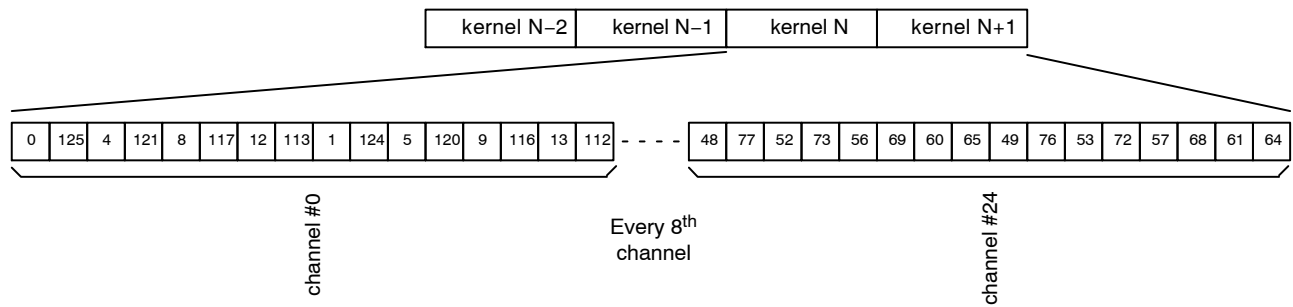 kernel N−2 kernel N−1 kernel N kernel N+1
0 125 4 121 8 117 12 113 1 124 5 120 9 116 13 112 - - - - - 48 77 52 73 56 69 60 65 49 76 53 72 57 68 61 64
channel #0
Every 8th
channel
channel #24